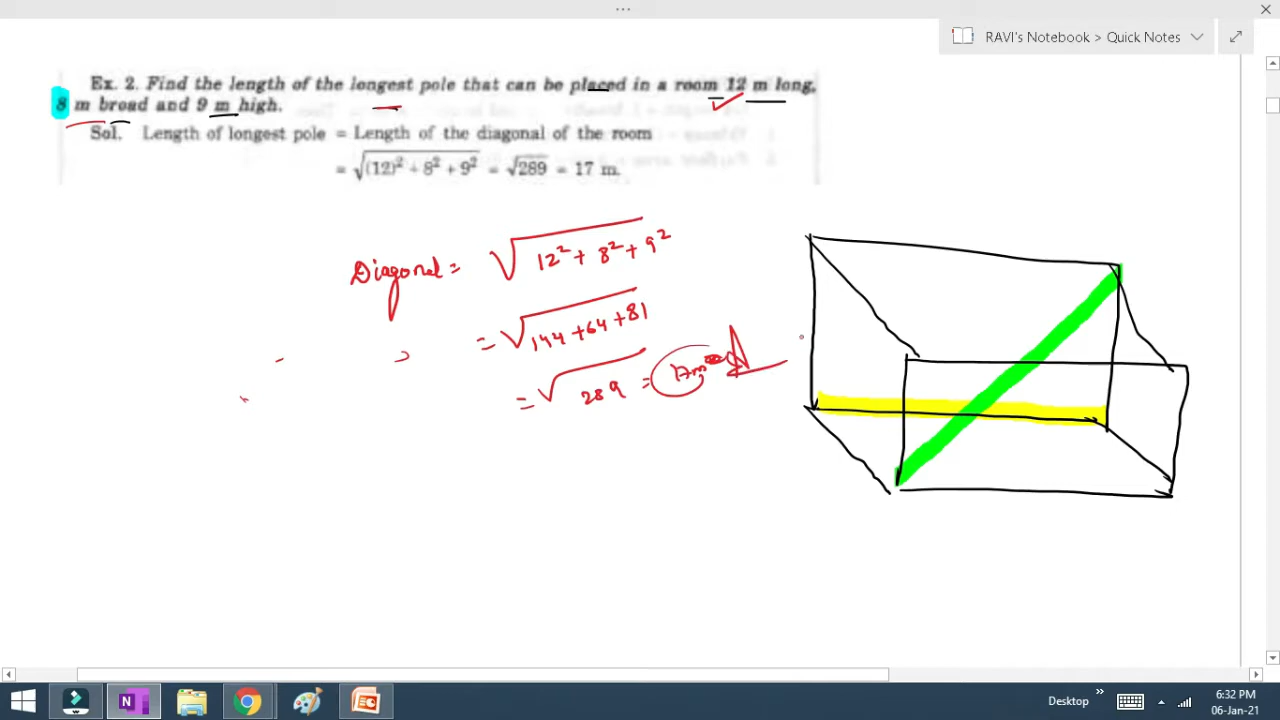 RAVI's Notebook > Quick Notes
Ex. 2. Find the length of the longest pole that can be placed in a room 12 m long,
8 m broad and 9 m high.
Sol. Length of longest pole = Length of the diagonal of the room
= √(12)² + 8² + 9² = √289 = 17 m.
Diagonal = √12² + 8² + 9²
= √144 + 64 + 81
= √289 = 17m
Desktop
6:32 PM
06-Jan-21